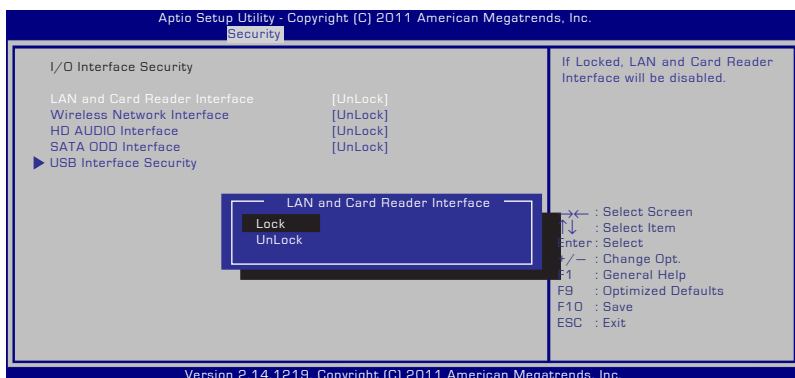 Aptio Setup Utility - Copyright (C) 2011 American Megatrends, Inc.
Security
I/O Interface Security
LAN and Card Reader Interface [UnLock]
Wireless Network Interface [UnLock]
HD AUDIO Interface [UnLock]
SATA ODD Interface [UnLock]
USB Interface Security
If Locked, LAN and Card Reader
Interface will be disabled.
LAN and Card Reader Interface
Lock
UnLock
→← : Select Screen
↑↓ : Select Item
Enter : Select
+/− : Change Opt.
F1 : General Help
F9 : Optimized Defaults
F10 : Save
ESC : Exit
Version 2.14.1219. Copyright (C) 2011 American Megatrends, Inc.